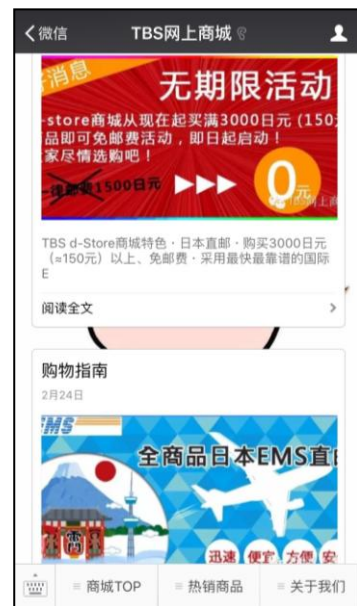 微信
TBS网上商城
好消息
无期限活动
-store商城从现在起买满3000日元 (150
品即可免邮费活动，即日起启动！
家尽情选购吧！
1500日元
0元
TBS d-Store商城特色 · 日本直邮 · 购买3000日元
（≈150元）以上、免邮费 · 采用最快最靠谱的国际
E
阅读全文
购物指南
2月24日
EMS
全商品日本EMS直
迅速 便宜 方便 安
商城TOP
热销商品
关于我们